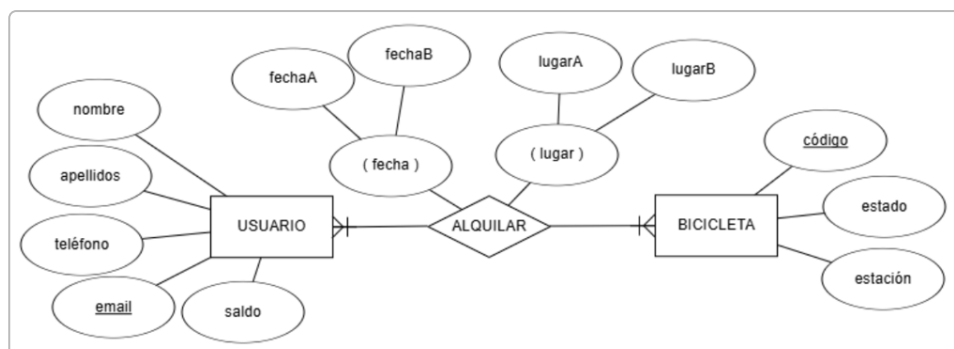 fechaA
fechaB
lugarA
lugarB
nombre
( fecha )
( lugar )
código
apellidos
USUARIO
ALQUILAR
BICICLETA
estado
teléfono
email
saldo
estación